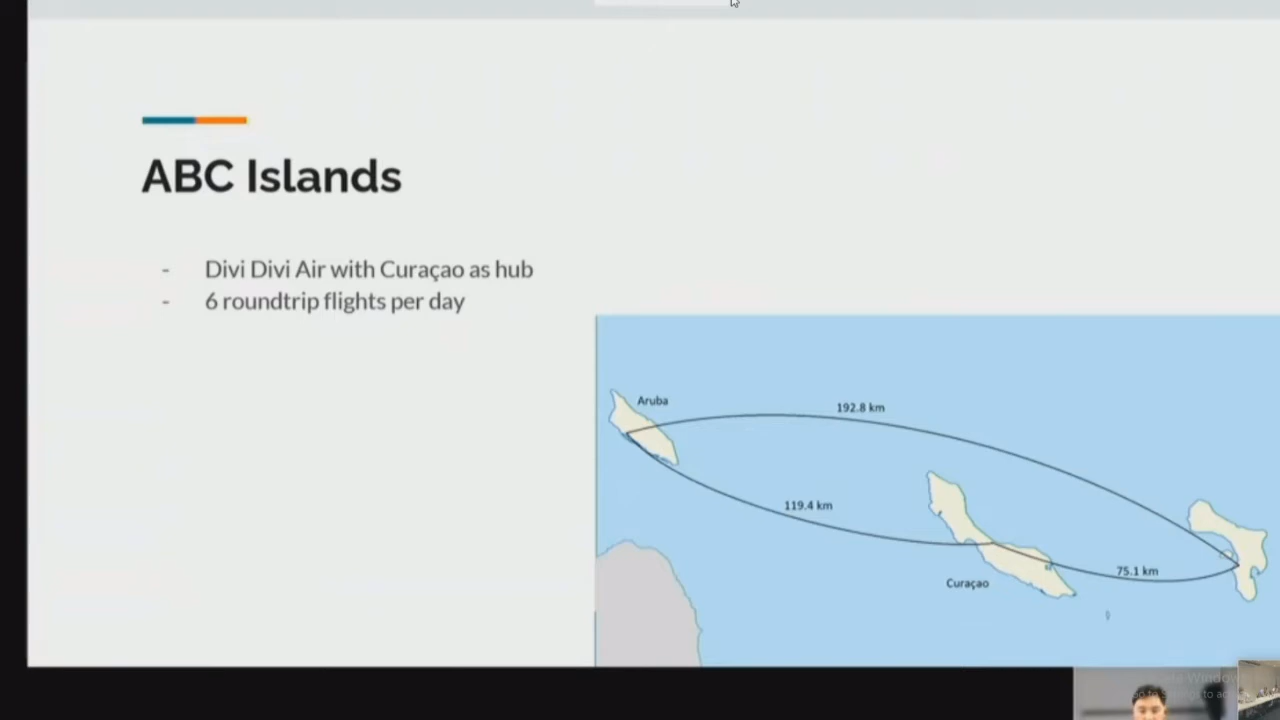 ABC Islands
- Divi Divi Air with Curaçao as hub
- 6 roundtrip flights per day
Aruba
192.8 km
119.4 km
75.1 km
Curaçao